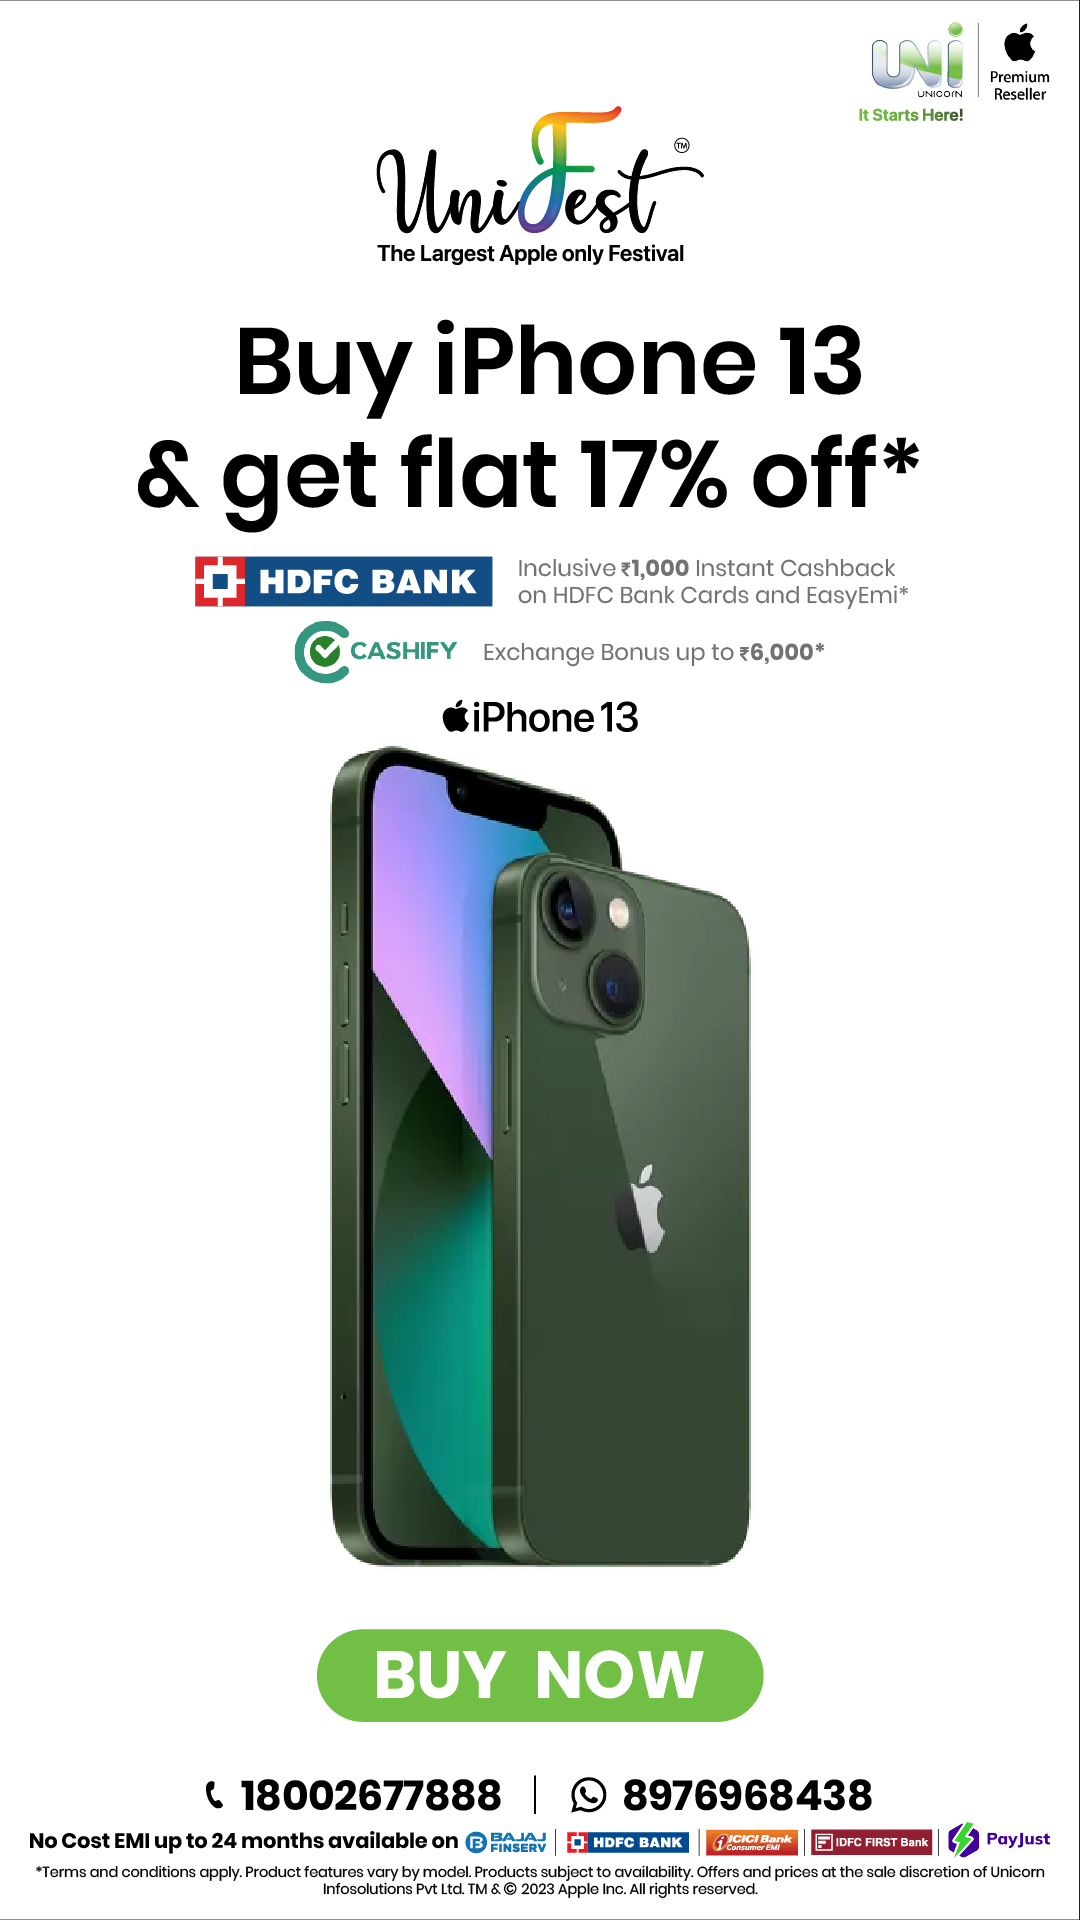 UNi
UNICORN
It Starts Here!
Premium
Reseller
UniFest TM
The Largest Apple only Festival
Buy iPhone 13
& get flat 17% off*
HDFC BANK
Inclusive ₹1,000 Instant Cashback
on HDFC Bank Cards and EasyEmi*
CASHIFY
Exchange Bonus up to ₹6,000*
iPhone 13
BUY NOW
18002677888 | 8976968438
No Cost EMI up to 24 months available on B BAJAJ FINSERV | HDFC BANK | ICICI Bank Consumer EMI | IDFC FIRST Bank | PayJust
*Terms and conditions apply. Product features vary by model. Products subject to availability. Offers and prices at the sale discretion of Unicorn
Infosolutions Pvt Ltd. TM & © 2023 Apple Inc. All rights reserved.